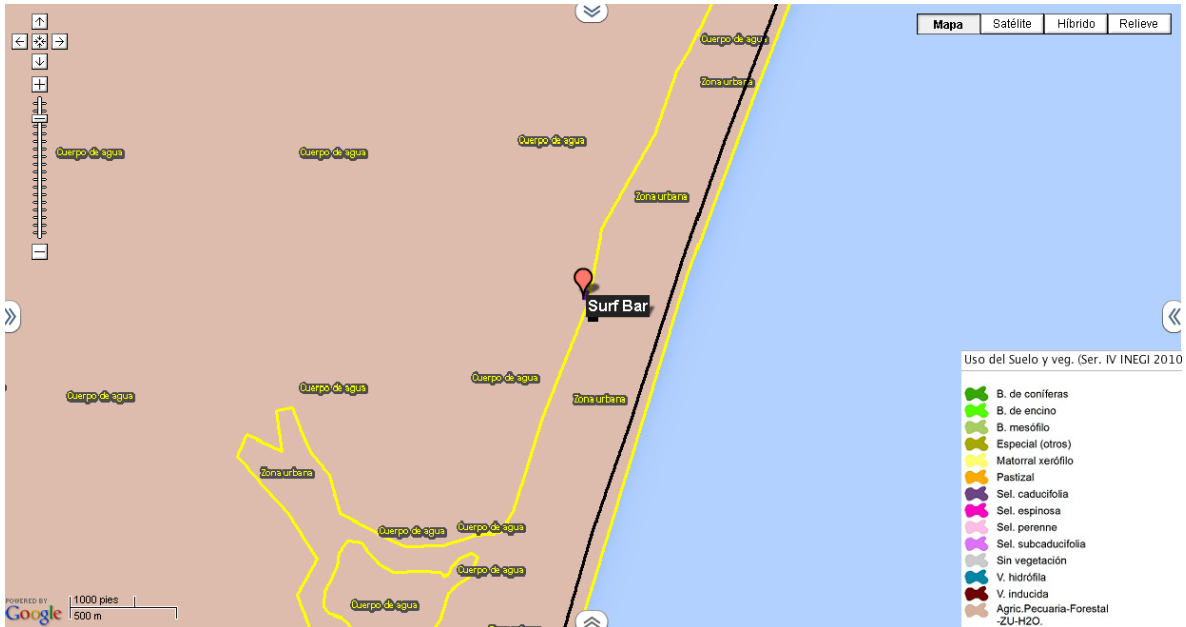 Mapa Satélite Híbrido Relieve
Cuerpo de agua
Zona urbana
Cuerpo de agua
Cuerpo de agua
Cuerpo de agua
Zona urbana
Surf Bar
Cuerpo de agua
Cuerpo de agua
Cuerpo de agua
Zona urbana
Zona urbana
Cuerpo de agua
Cuerpo de agua
Cuerpo de agua
Cuerpo de agua
Cuerpo de agua
POWERED BY
Google
1000 pies
500 m
Uso del Suelo y veg. (Ser. IV INEGI 2010
B. de coníferas
B. de encino
B. mesófilo
Especial (otros)
Matorral xerófilo
Pastizal
Sel. caducifolia
Sel. espinosa
Sel. perenne
Sel. subcaducifolia
Sin vegetación
V. hidrófila
V. inducida
Agric.Pecuaria-Forestal
-ZU-H2O.